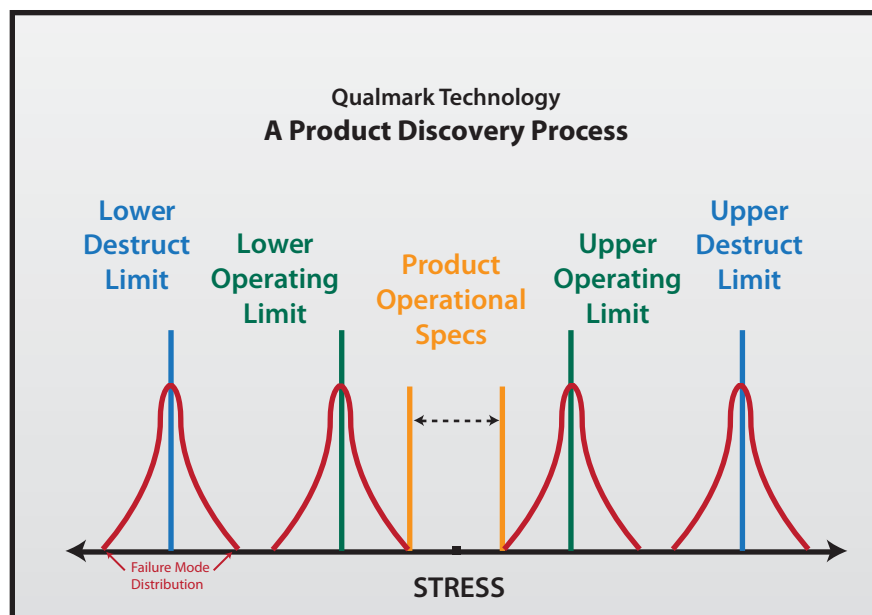 Qualmark Technology
A Product Discovery Process
Lower
Destruct
Limit
Lower
Operating
Limit
Product
Operational
Specs
Upper
Operating
Limit
Upper
Destruct
Limit
Failure Mode
Distribution
STRESS